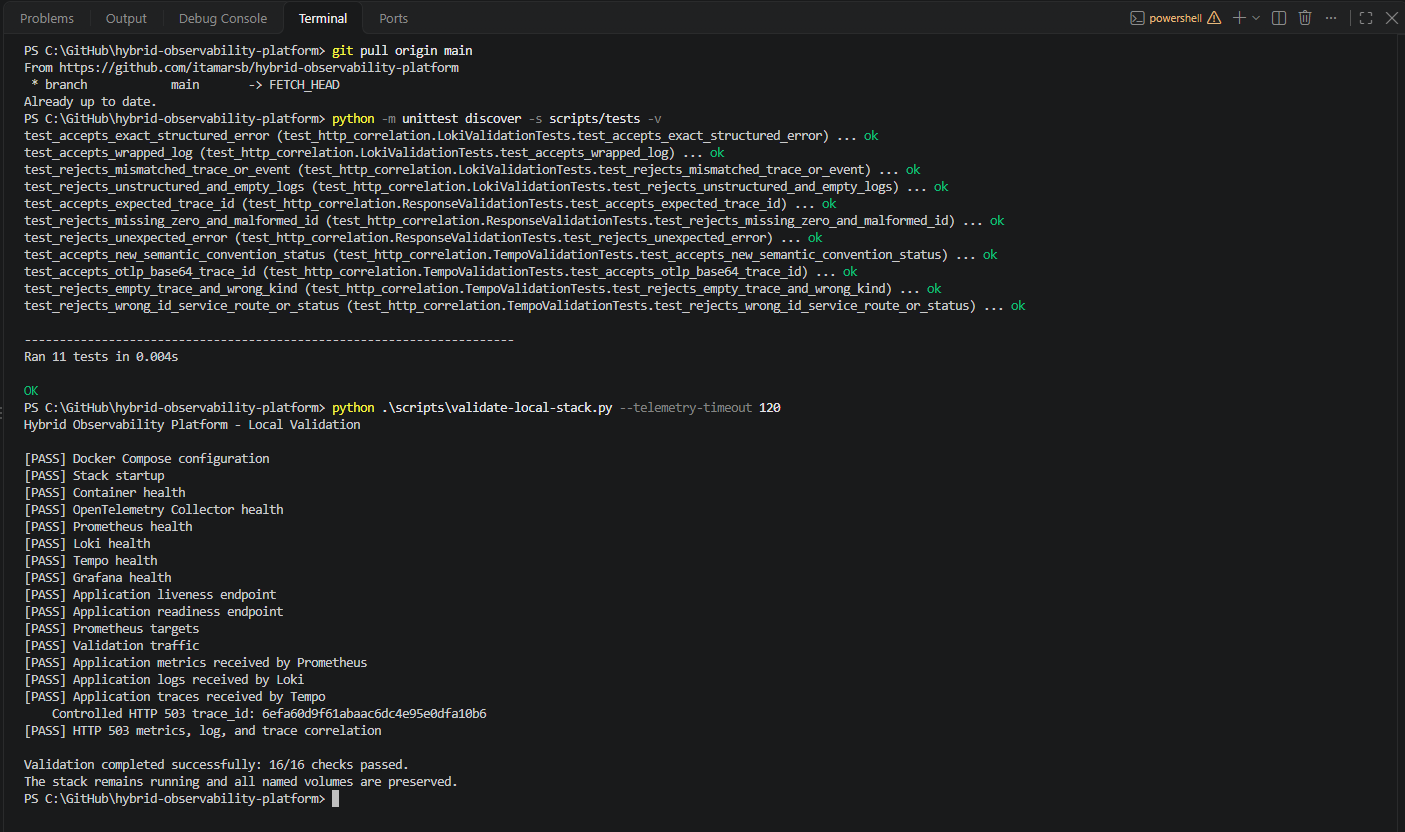 Problems Output Debug Console Terminal Ports powershell
PS C:\GitHub\hybrid-observability-platform> git pull origin main
From https://github.com/itamarsb/hybrid-observability-platform
 * branch            main       -> FETCH_HEAD
Already up to date.
PS C:\GitHub\hybrid-observability-platform> python -m unittest discover -s scripts/tests -v
test_accepts_exact_structured_error (test_http_correlation.LokiValidationTests.test_accepts_exact_structured_error) ... ok
test_accepts_wrapped_log (test_http_correlation.LokiValidationTests.test_accepts_wrapped_log) ... ok
test_rejects_mismatched_trace_or_event (test_http_correlation.LokiValidationTests.test_rejects_mismatched_trace_or_event) ... ok
test_rejects_unstructured_and_empty_logs (test_http_correlation.LokiValidationTests.test_rejects_unstructured_and_empty_logs) ... ok
test_accepts_expected_trace_id (test_http_correlation.ResponseValidationTests.test_accepts_expected_trace_id) ... ok
test_rejects_missing_zero_and_malformed_id (test_http_correlation.ResponseValidationTests.test_rejects_missing_zero_and_malformed_id) ... ok
test_rejects_unexpected_error (test_http_correlation.ResponseValidationTests.test_rejects_unexpected_error) ... ok
test_accepts_new_semantic_convention_status (test_http_correlation.TempoValidationTests.test_accepts_new_semantic_convention_status) ... ok
test_accepts_otlp_base64_trace_id (test_http_correlation.TempoValidationTests.test_accepts_otlp_base64_trace_id) ... ok
test_rejects_empty_trace_and_wrong_kind (test_http_correlation.TempoValidationTests.test_rejects_empty_trace_and_wrong_kind) ... ok
test_rejects_wrong_id_service_route_or_status (test_http_correlation.TempoValidationTests.test_rejects_wrong_id_service_route_or_status) ... ok
----------------------------------------------------------------------
Ran 11 tests in 0.004s
OK
PS C:\GitHub\hybrid-observability-platform> python .\scripts\validate-local-stack.py --telemetry-timeout 120
Hybrid Observability Platform - Local Validation
[PASS] Docker Compose configuration
[PASS] Stack startup
[PASS] Container health
[PASS] OpenTelemetry Collector health
[PASS] Prometheus health
[PASS] Loki health
[PASS] Tempo health
[PASS] Grafana health
[PASS] Application liveness endpoint
[PASS] Application readiness endpoint
[PASS] Prometheus targets
[PASS] Validation traffic
[PASS] Application metrics received by Prometheus
[PASS] Application logs received by Loki
[PASS] Application traces received by Tempo
    Controlled HTTP 503 trace_id: 6efa60d9f61abaac6dc4e95e0dfa10b6
[PASS] HTTP 503 metrics, log, and trace correlation
Validation completed successfully: 16/16 checks passed.
The stack remains running and all named volumes are preserved.
PS C:\GitHub\hybrid-observability-platform>